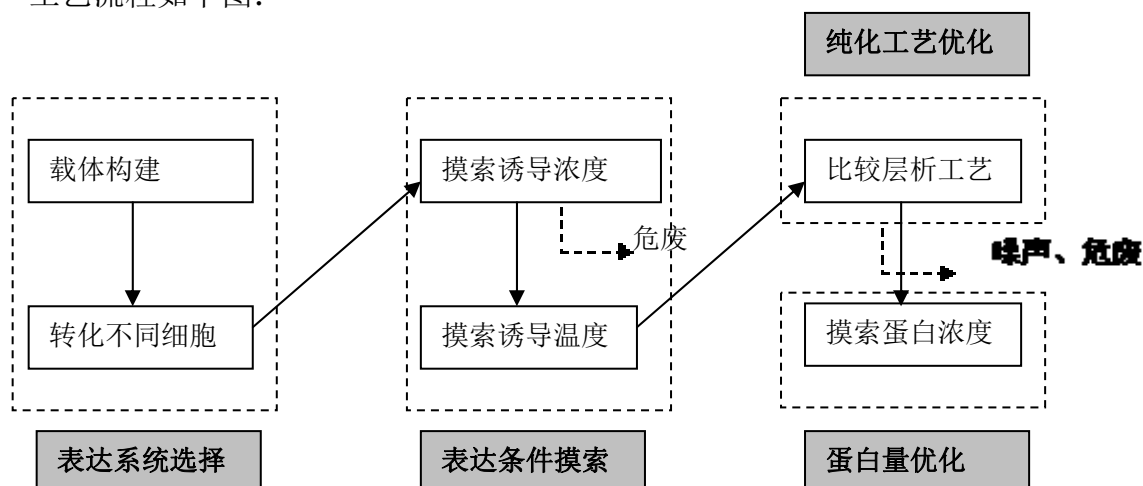 工艺流程如下图：
纯化工艺优化
载体构建
摸索诱导浓度
比较层析工艺
危废
噪声、危废
转化不同细胞
摸索诱导温度
摸索蛋白浓度
表达系统选择
表达条件摸索
蛋白量优化